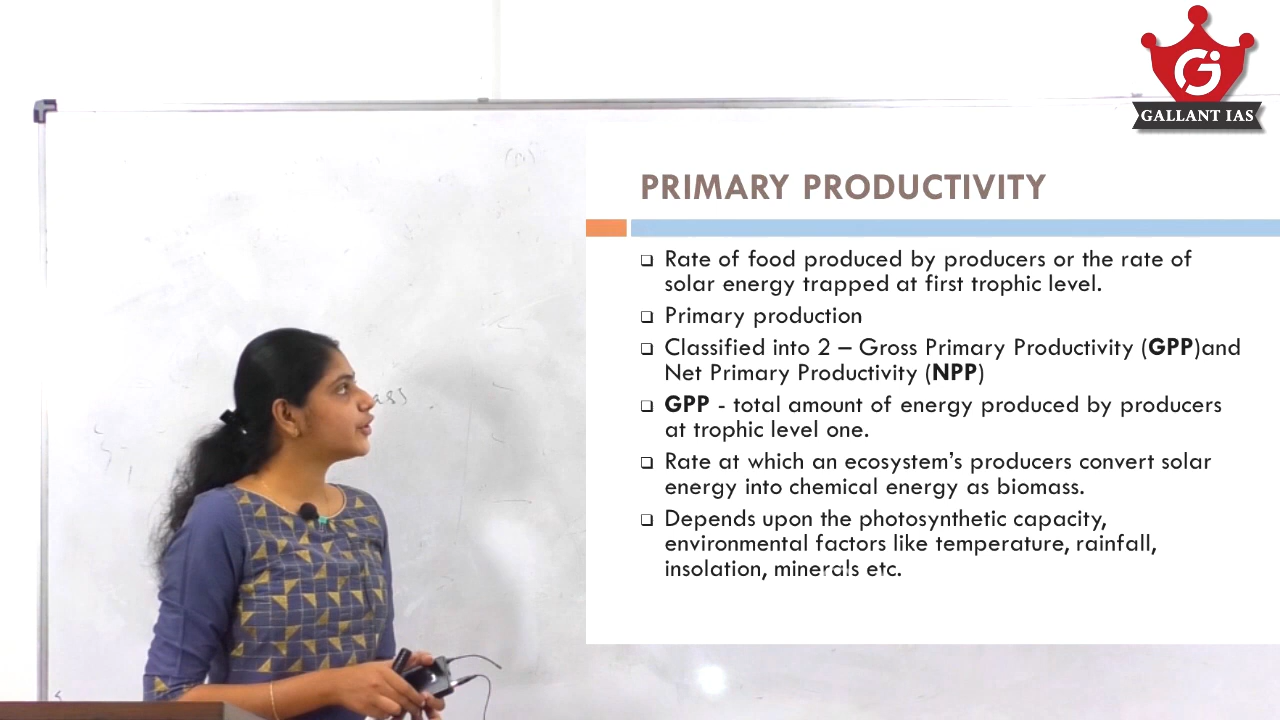 GALLANT IAS
PRIMARY PRODUCTIVITY
❑ Rate of food produced by producers or the rate of
solar energy trapped at first trophic level.
❑ Primary production
❑ Classified into 2 – Gross Primary Productivity (GPP)and
Net Primary Productivity (NPP)
❑ GPP - total amount of energy produced by producers
at trophic level one.
❑ Rate at which an ecosystem’s producers convert solar
energy into chemical energy as biomass.
❑ Depends upon the photosynthetic capacity,
environmental factors like temperature, rainfall,
insolation, minerals etc.